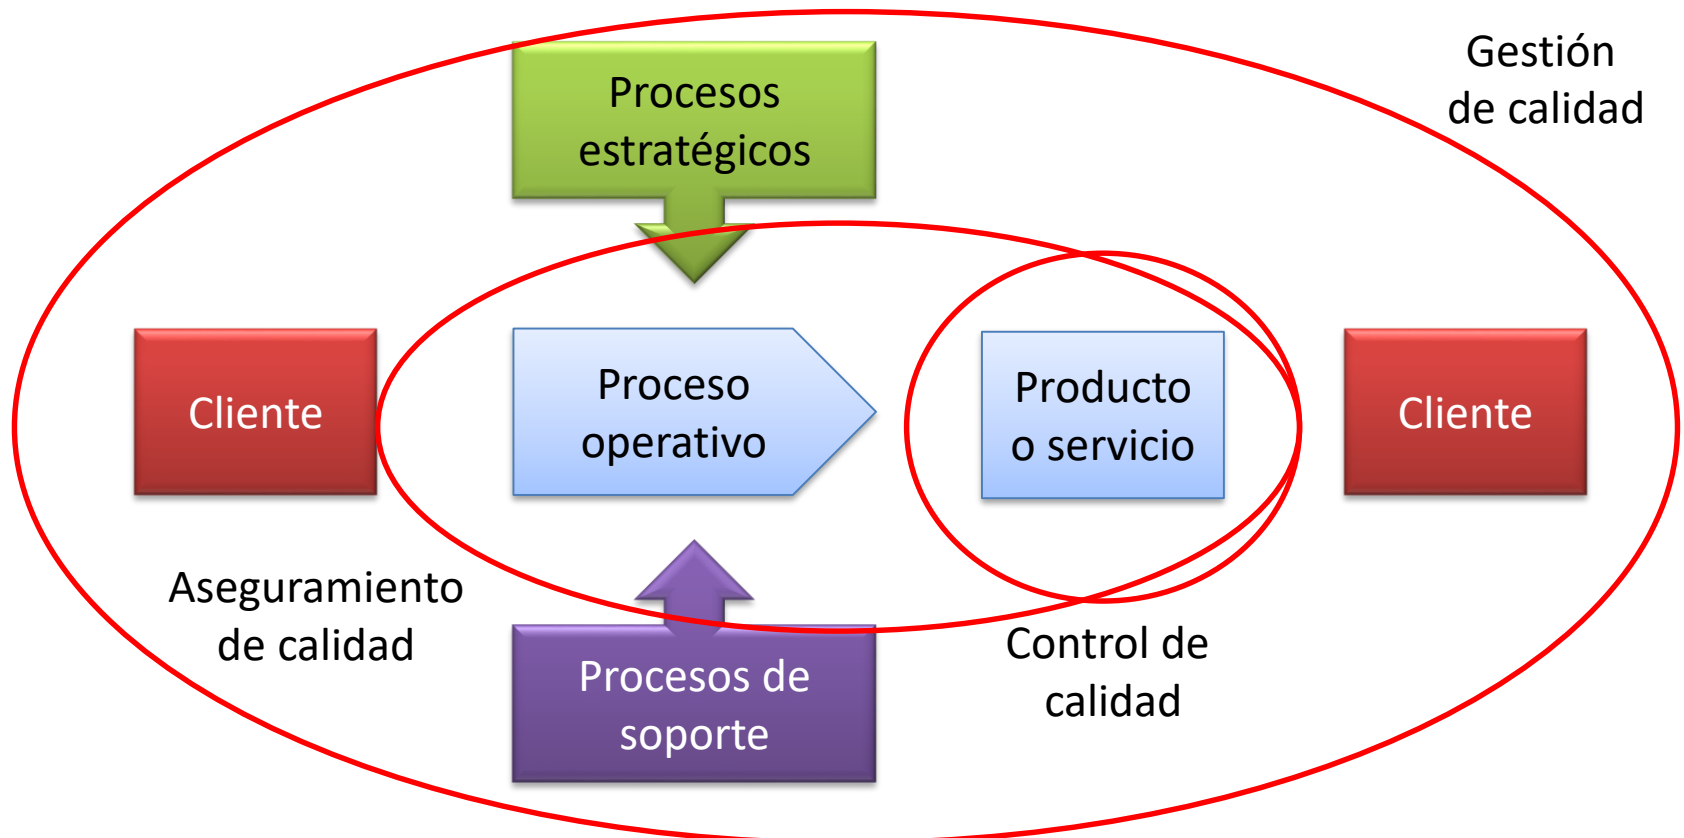 Gestión
de calidad
Procesos
estratégicos
Cliente
Proceso
operativo
Producto
o servicio
Cliente
Aseguramiento
de calidad
Control de
calidad
Procesos de
soporte